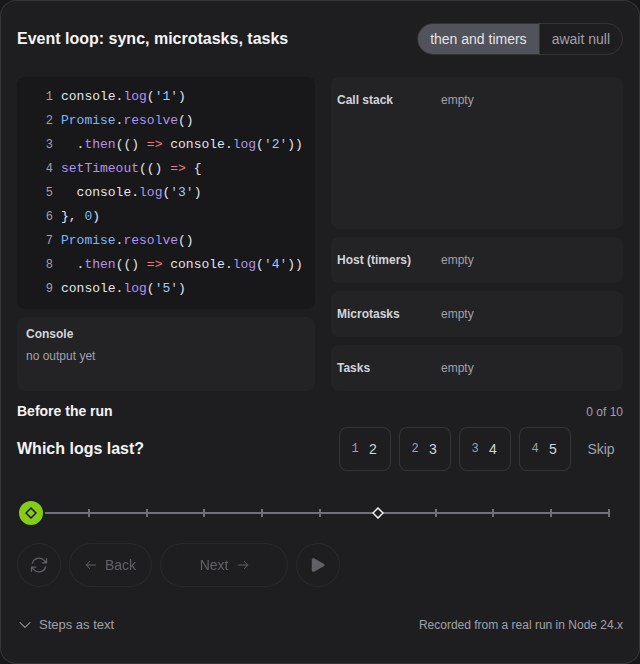 Event loop: sync, microtasks, tasks
then and timers
await null
1 console.log('1')
2 Promise.resolve()
3   .then(() => console.log('2'))
4 setTimeout(() => {
5   console.log('3')
6 }, 0)
7 Promise.resolve()
8   .then(() => console.log('4'))
9 console.log('5')
Console
no output yet
Call stack empty
Host (timers) empty
Microtasks empty
Tasks empty
Before the run
0 of 10
Which logs last?
1 2
2 3
3 4
4 5
Skip
← Back
Next →
Steps as text
Recorded from a real run in Node 24.x